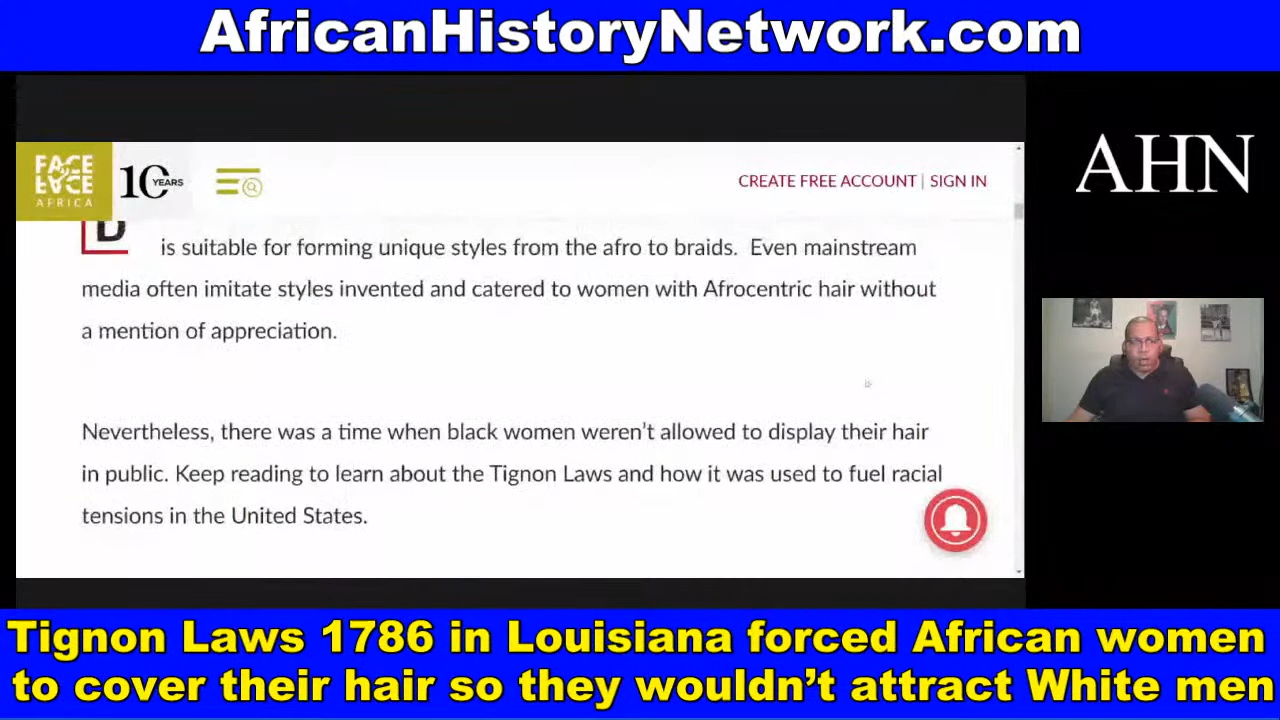 AfricanHistoryNetwork.com
FACE
FACE
AFRICA
10 YEARS
CREATE FREE ACCOUNT | SIGN IN
AHN
is suitable for forming unique styles from the afro to braids. Even mainstream
media often imitate styles invented and catered to women with Afrocentric hair without
a mention of appreciation.
Nevertheless, there was a time when black women weren't allowed to display their hair
in public. Keep reading to learn about the Tignon Laws and how it was used to fuel racial
tensions in the United States.
Tignon Laws 1786 in Louisiana forced African women
to cover their hair so they wouldn't attract White men